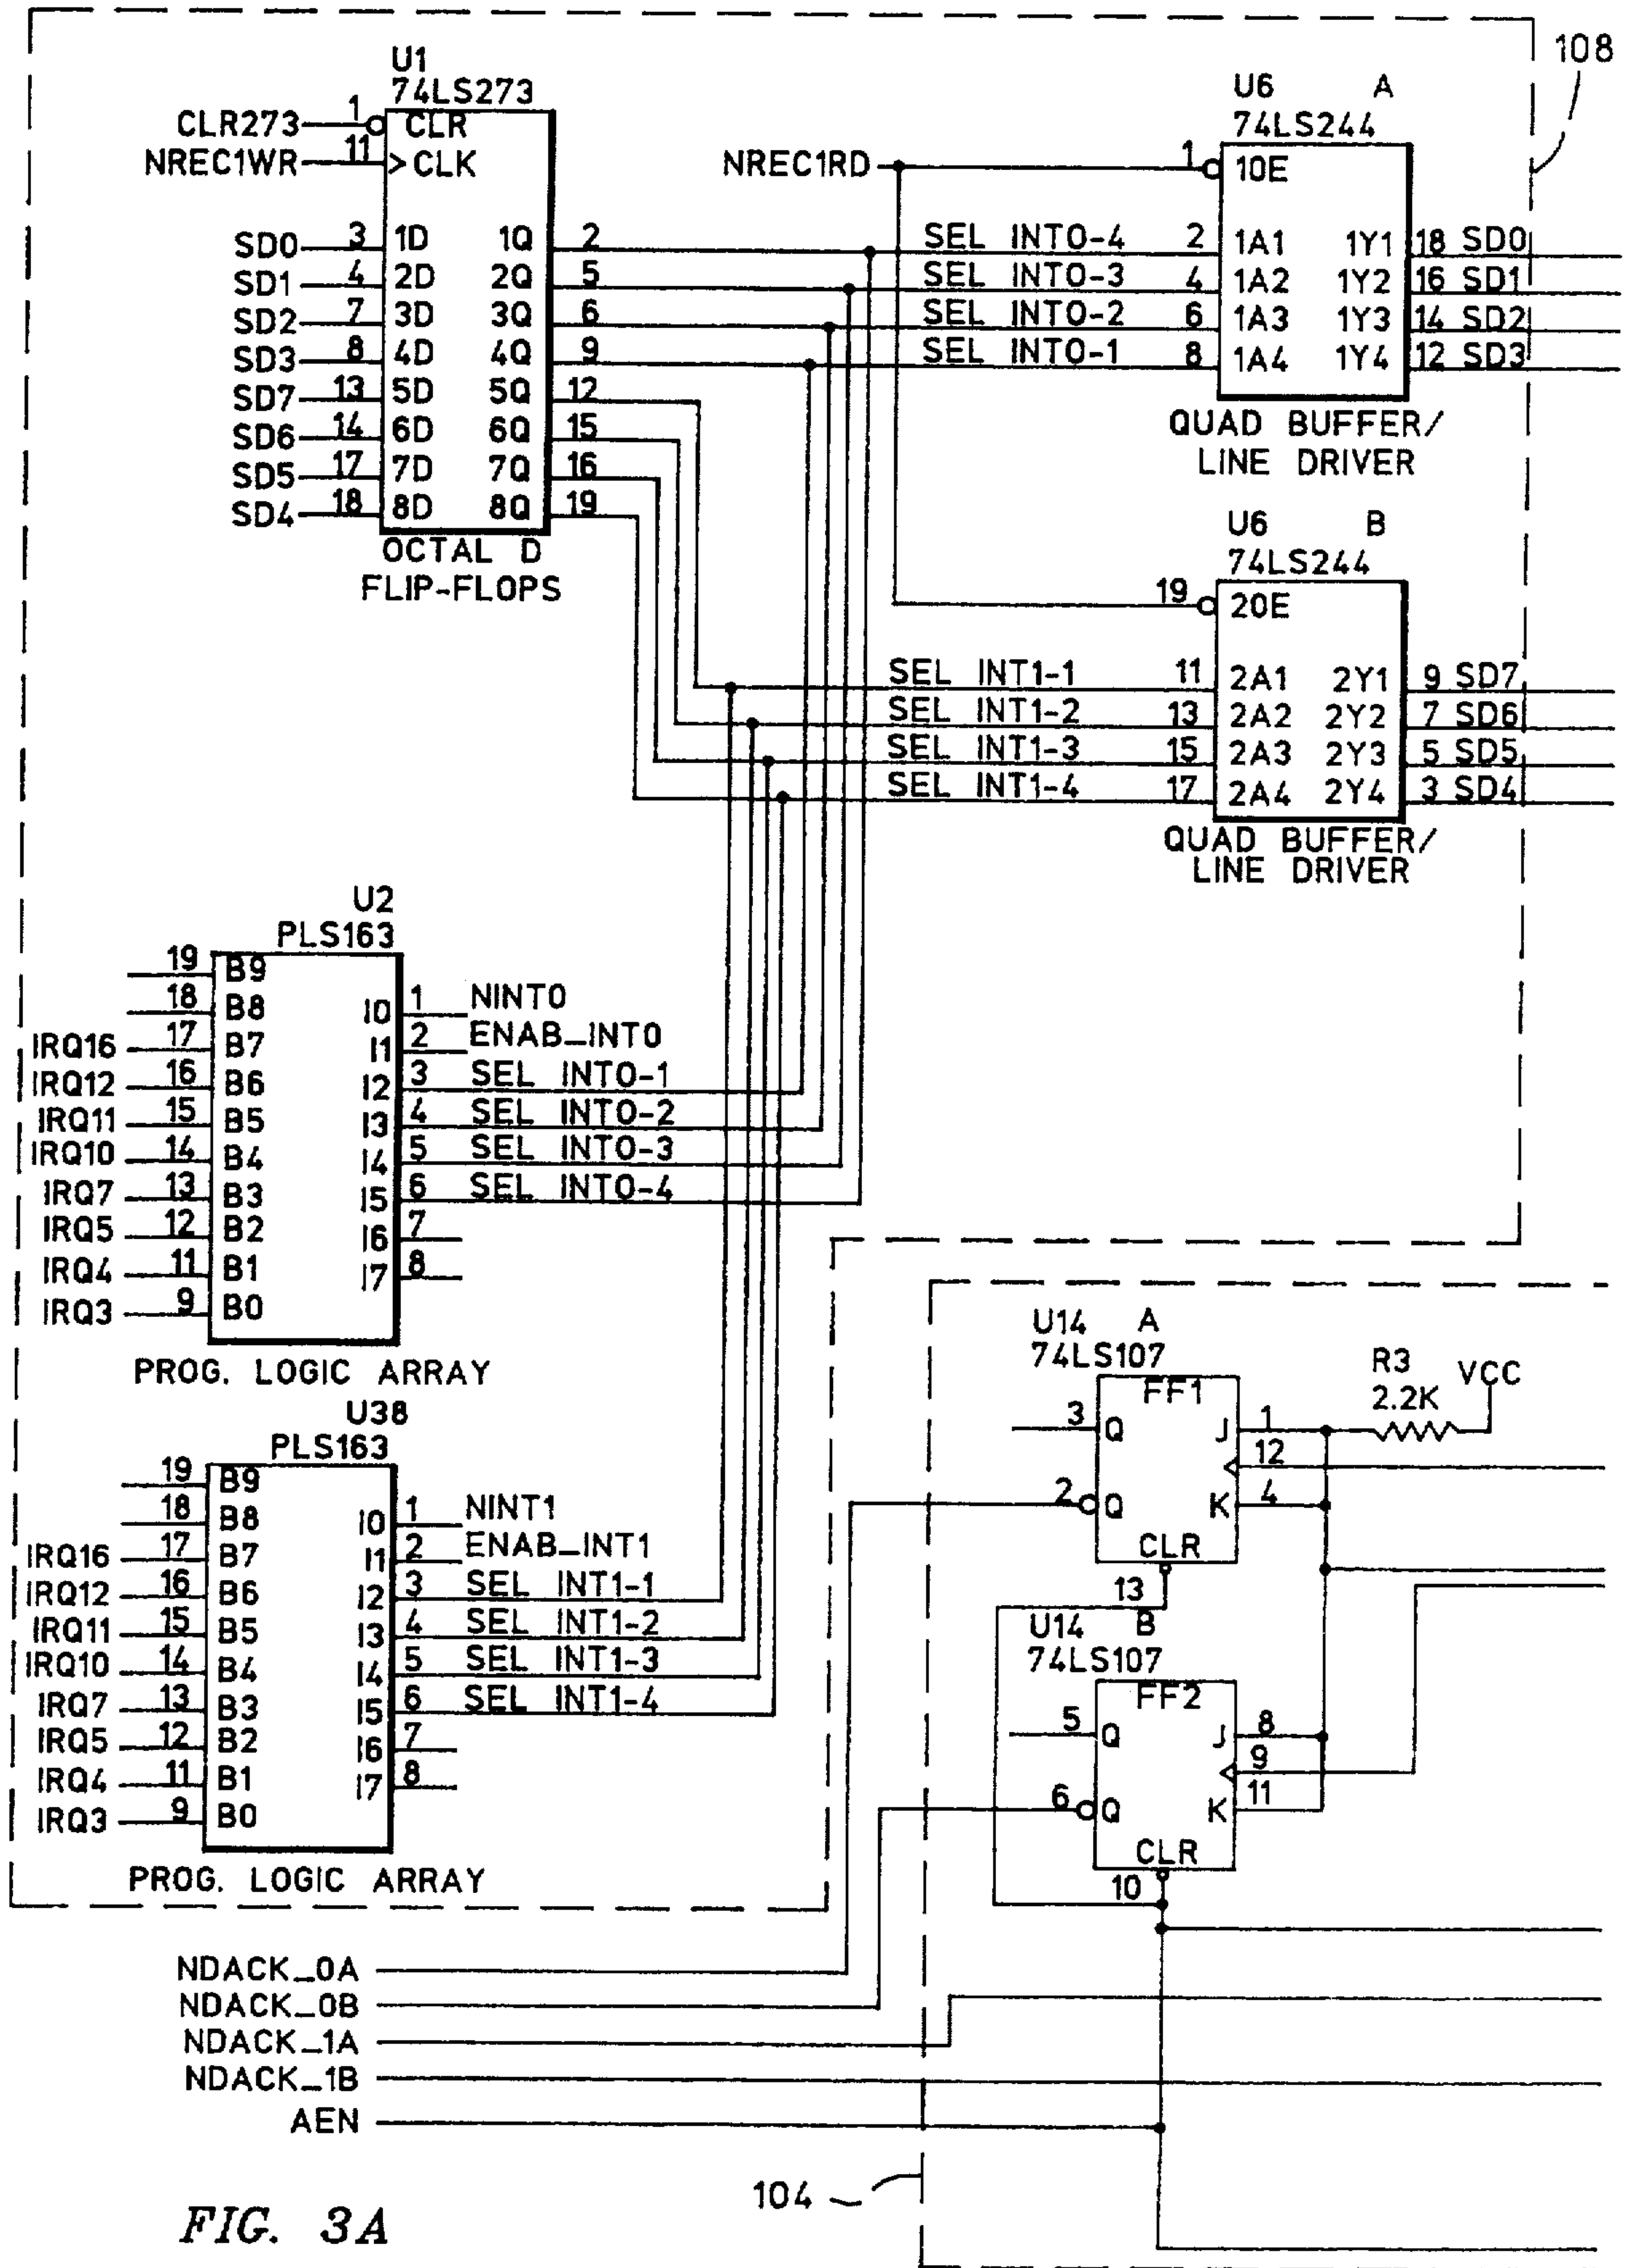 108
U1
74LS273
CLR273 1 CLR
NREC1WR 11 >CLK
SD0 3 1D 1Q 2
SD1 4 2D 2Q 5
SD2 7 3D 3Q 6
SD3 8 4D 4Q 9
SD7 13 5D 5Q 12
SD6 14 6D 6Q 15
SD5 17 7D 7Q 16
SD4 18 8D 8Q 19
OCTAL D
FLIP-FLOPS
U6 A
74LS244
NREC1RD 1 10E
SEL INT0-4 2 1A1 1Y1 18 SD0
SEL INT0-3 4 1A2 1Y2 16 SD1
SEL INT0-2 6 1A3 1Y3 14 SD2
SEL INT0-1 8 1A4 1Y4 12 SD3
QUAD BUFFER/
LINE DRIVER
U6 B
74LS244
19 20E
SEL INT1-1 11 2A1 2Y1 9 SD7
SEL INT1-2 13 2A2 2Y2 7 SD6
SEL INT1-3 15 2A3 2Y3 5 SD5
SEL INT1-4 17 2A4 2Y4 3 SD4
QUAD BUFFER/
LINE DRIVER
U2
PLS163
19 B9
18 B8 I0 1 NINT0
IRQ16 17 B7 I1 2 ENAB_INT0
IRQ12 16 B6 I2 3 SEL INT0-1
IRQ11 15 B5 I3 4 SEL INT0-2
IRQ10 14 B4 I4 5 SEL INT0-3
IRQ7 13 B3 I5 6 SEL INT0-4
IRQ5 12 B2 I6 7
IRQ4 11 B1 I7 8
IRQ3 9 B0
PROG. LOGIC ARRAY
U38
PLS163
19 B9
18 B8 I0 1 NINT1
IRQ16 17 B7 I1 2 ENAB_INT1
IRQ12 16 B6 I2 3 SEL INT1-1
IRQ11 15 B5 I3 4 SEL INT1-2
IRQ10 14 B4 I4 5 SEL INT1-3
IRQ7 13 B3 I5 6 SEL INT1-4
IRQ5 12 B2 I6 7
IRQ4 11 B1 I7 8
IRQ3 9 B0
PROG. LOGIC ARRAY
U14 A
74LS107
FF1
R3
2.2K
VCC
3 Q J 1
12
2 Q K 4
CLR
13
U14 B
74LS107
FF2
5 Q J 8
9
6 Q K 11
CLR
10
NDACK_0A
NDACK_0B
NDACK_1A
NDACK_1B
AEN
104
FIG. 3A